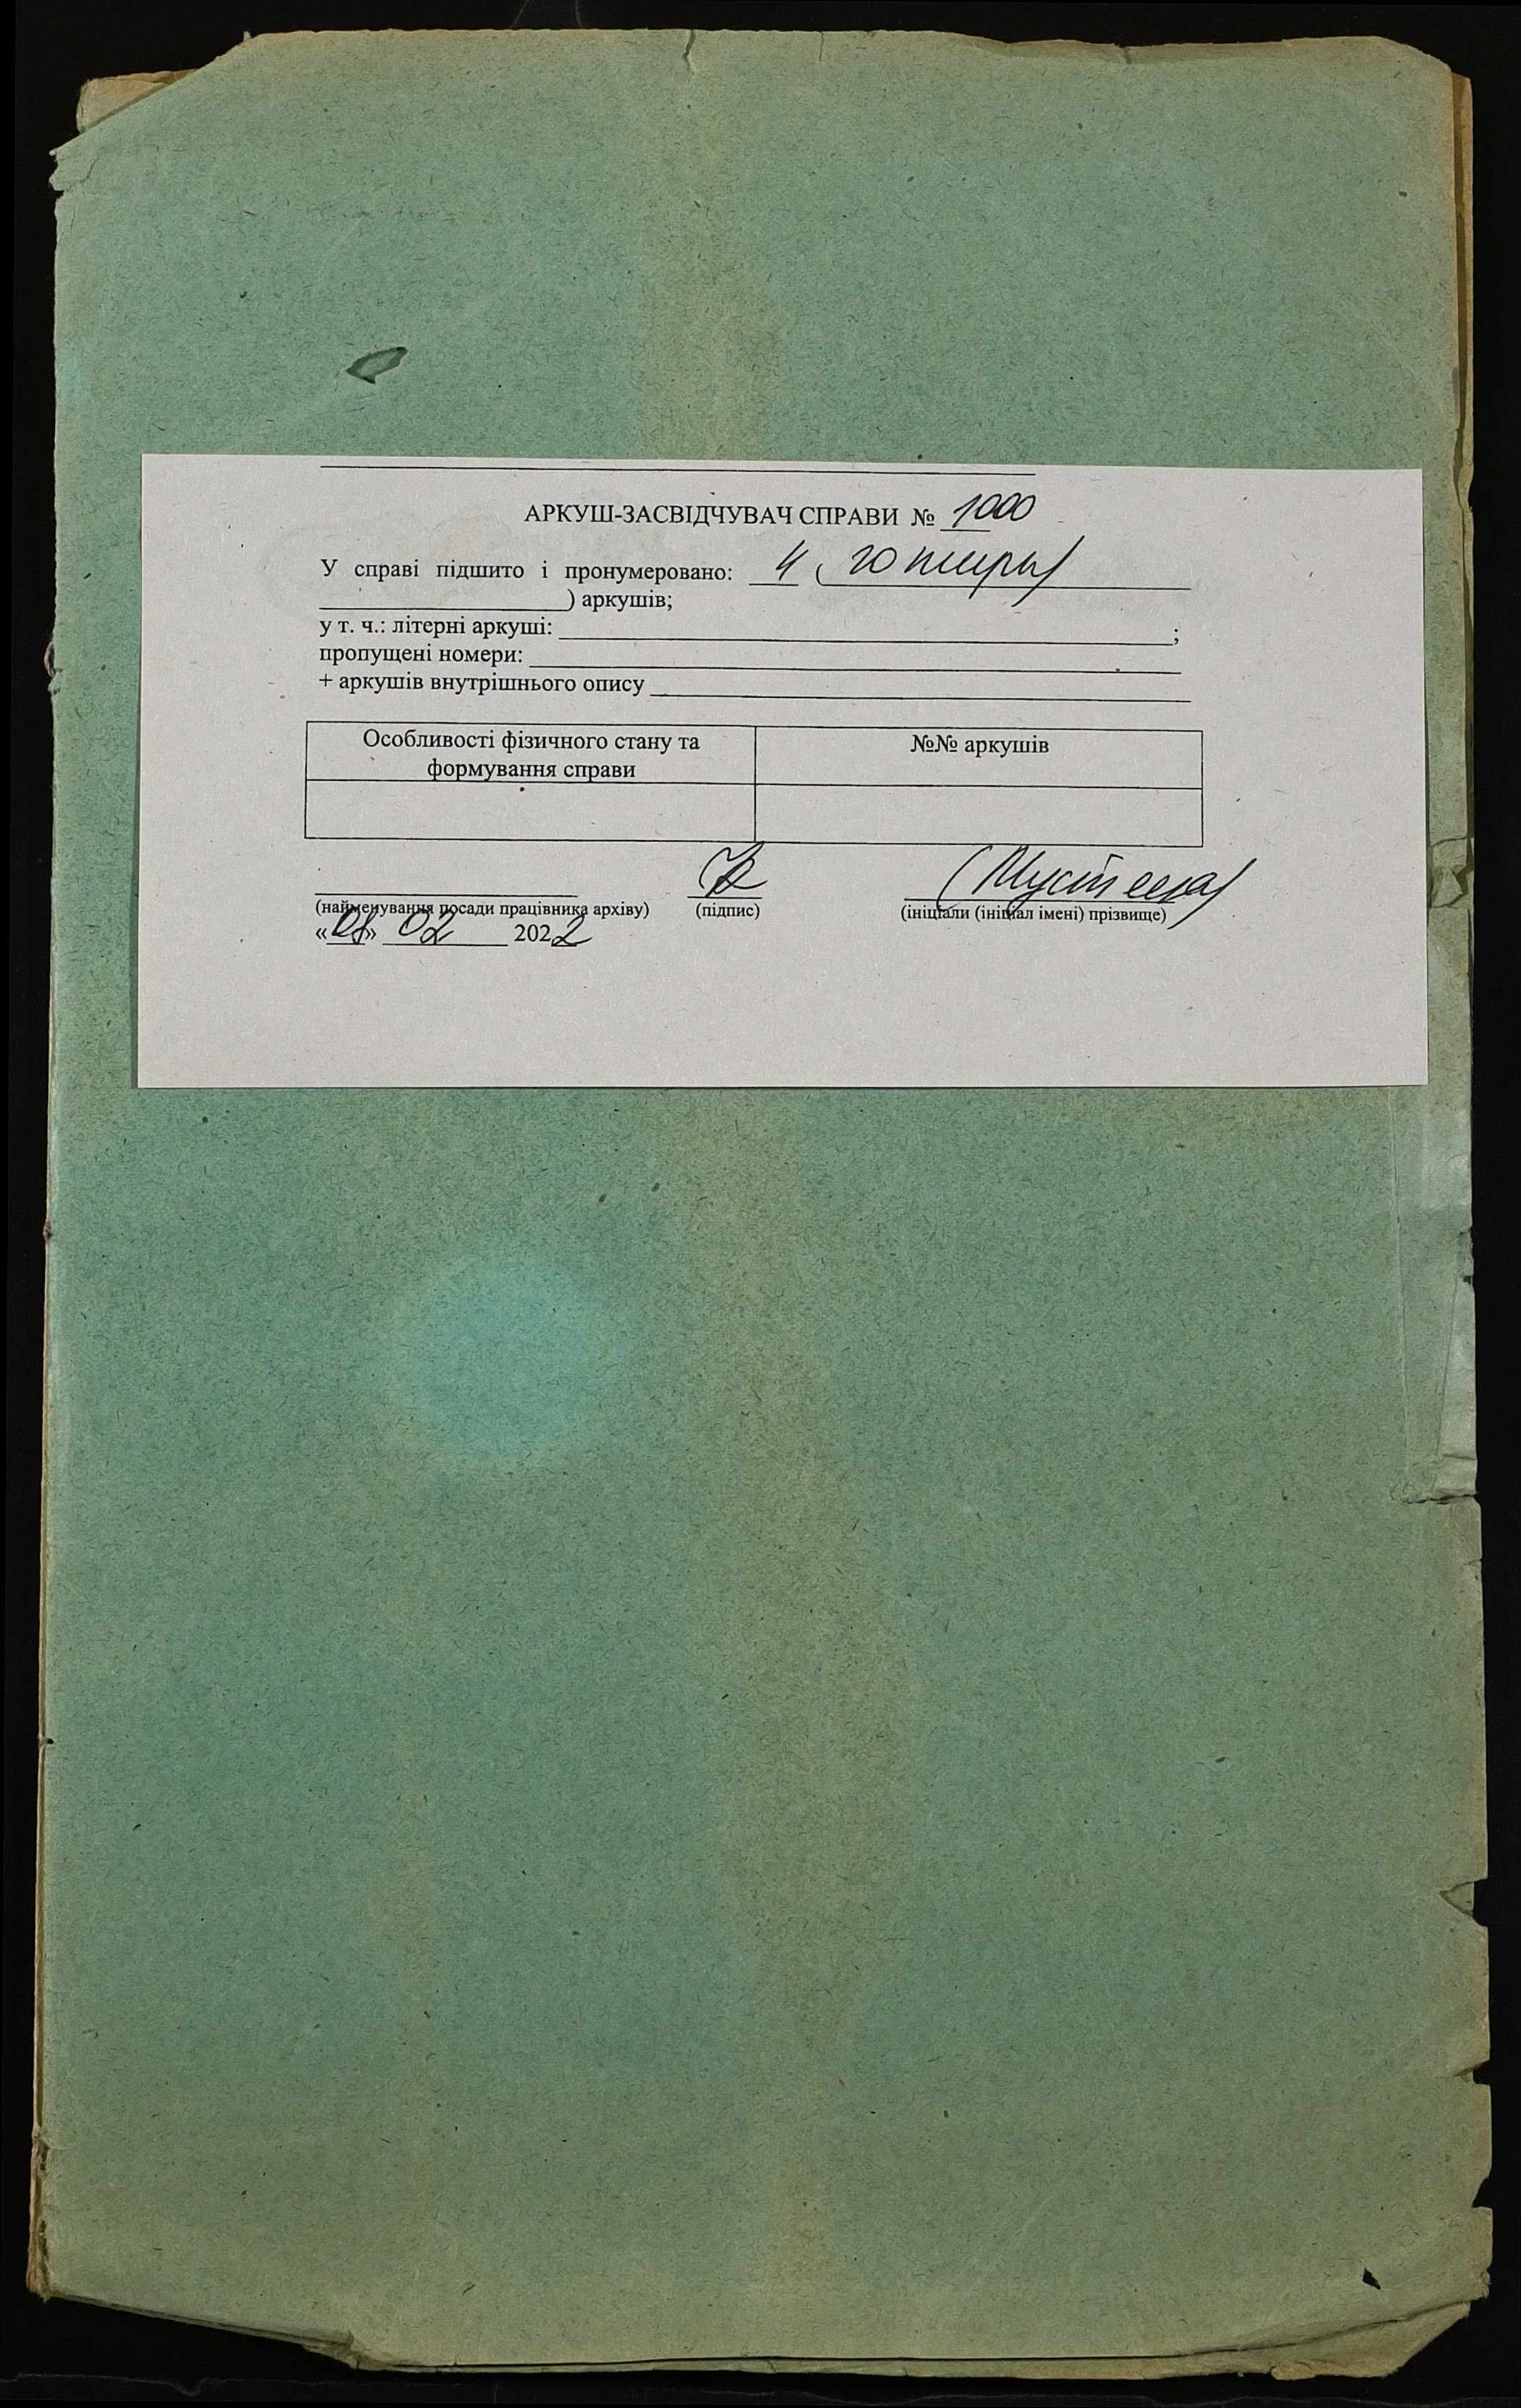 АРКУШ-ЗАСВІДЧУВАЧ СПРАВИ № 1000
У справі підшито і пронумеровано: 4 (
) аркушів;
у т. ч.: літерні аркуші: ;
пропущені номери:
+ аркушів внутрішнього опису
Особливості фізичного стану та
формування справи
№№ аркушів
(найменування посади працівника архіву) (підпис) (ініціали (ініціал імені) прізвище)
« » 02 2022